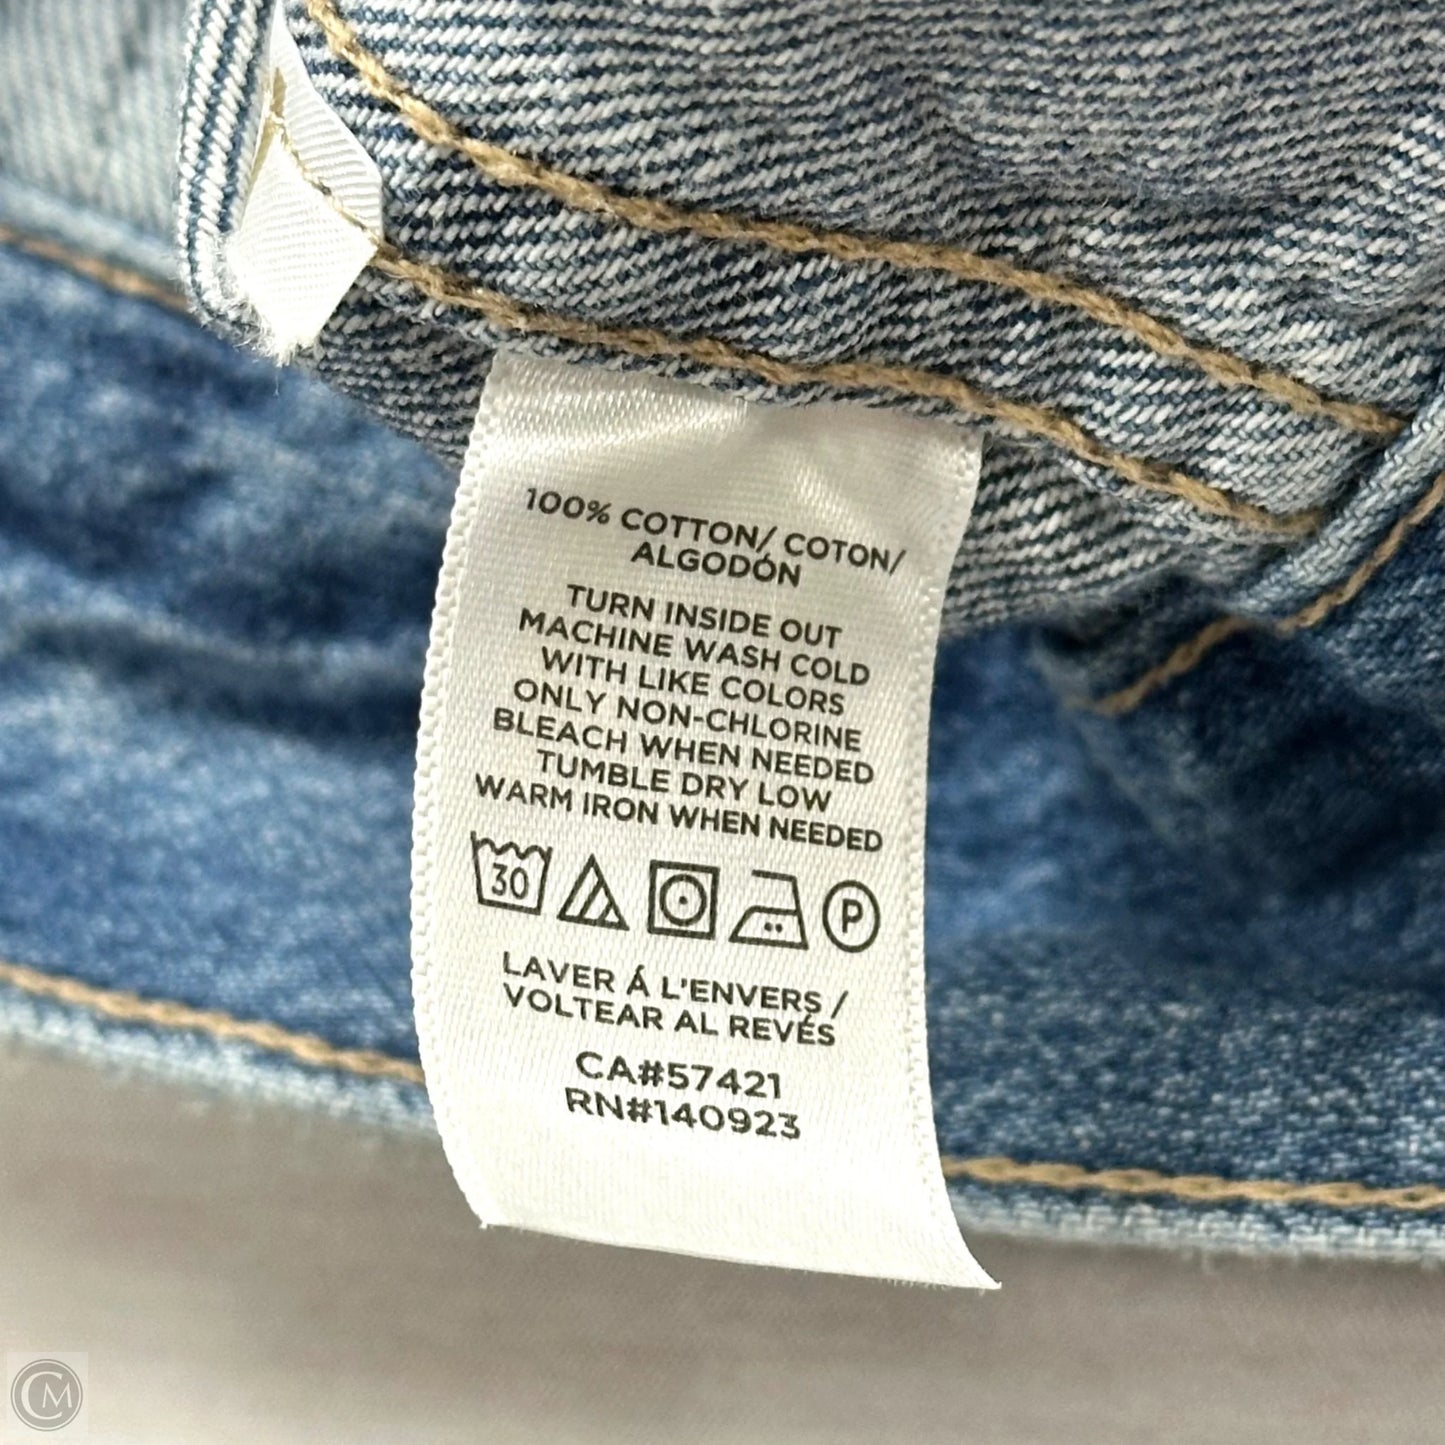 100% COTTON/ COTON/
ALGODÓN
TURN INSIDE OUT
MACHINE WASH COLD
WITH LIKE COLORS
ONLY NON-CHLORINE
BLEACH WHEN NEEDED
TUMBLE DRY LOW
WARM IRON WHEN NEEDED
30 P
LAVER Á L'ENVERS /
VOLTEAR AL REVÉS
CA#57421
RN#140923
CM